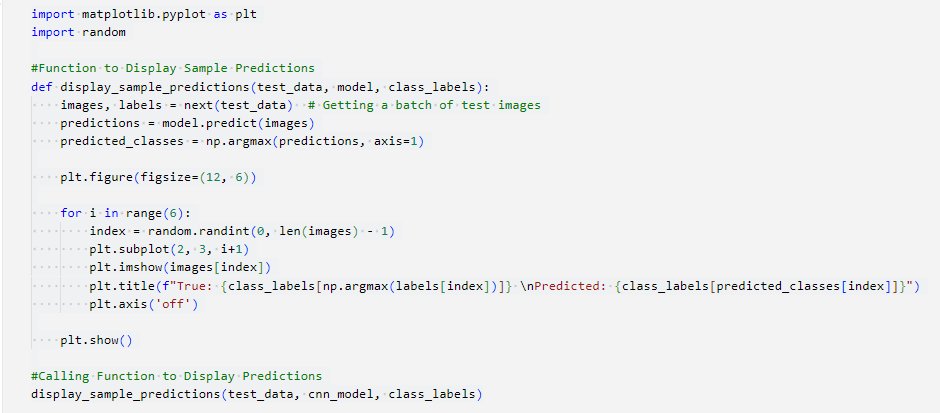 import matplotlib.pyplot as plt
import random

#Function to Display Sample Predictions
def display_sample_predictions(test_data, model, class_labels):
    images, labels = next(test_data)  # Getting a batch of test images
    predictions = model.predict(images)
    predicted_classes = np.argmax(predictions, axis=1)

    plt.figure(figsize=(12, 6))

    for i in range(6):
        index = random.randint(0, len(images) - 1)
        plt.subplot(2, 3, i+1)
        plt.imshow(images[index])
        plt.title(f"True: {class_labels[np.argmax(labels[index])]} \nPredicted: {class_labels[predicted_classes[index]]}")
        plt.axis('off')

    plt.show()

#Calling Function to Display Predictions
display_sample_predictions(test_data, cnn_model, class_labels)